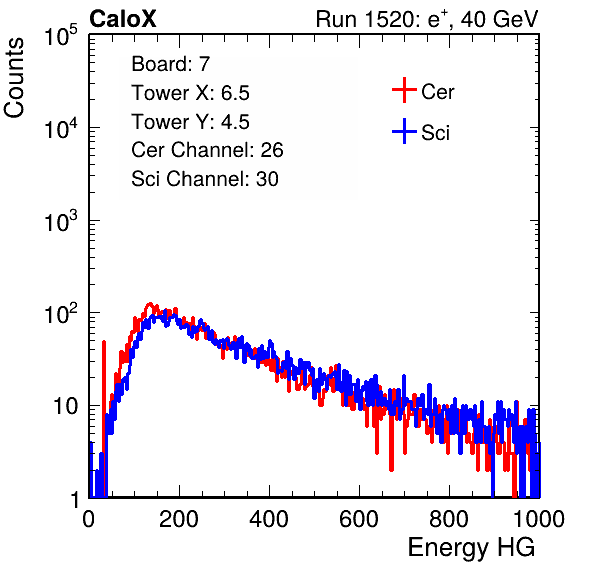 CaloX Run 1520: e⁺, 40 GeV
Board: 7
Tower X: 6.5
Tower Y: 4.5
Cer Channel: 26
Sci Channel: 30
Cer
Sci
Counts
10⁵
10⁴
10³
10²
10
1
0 200 400 600 800 1000
Energy HG